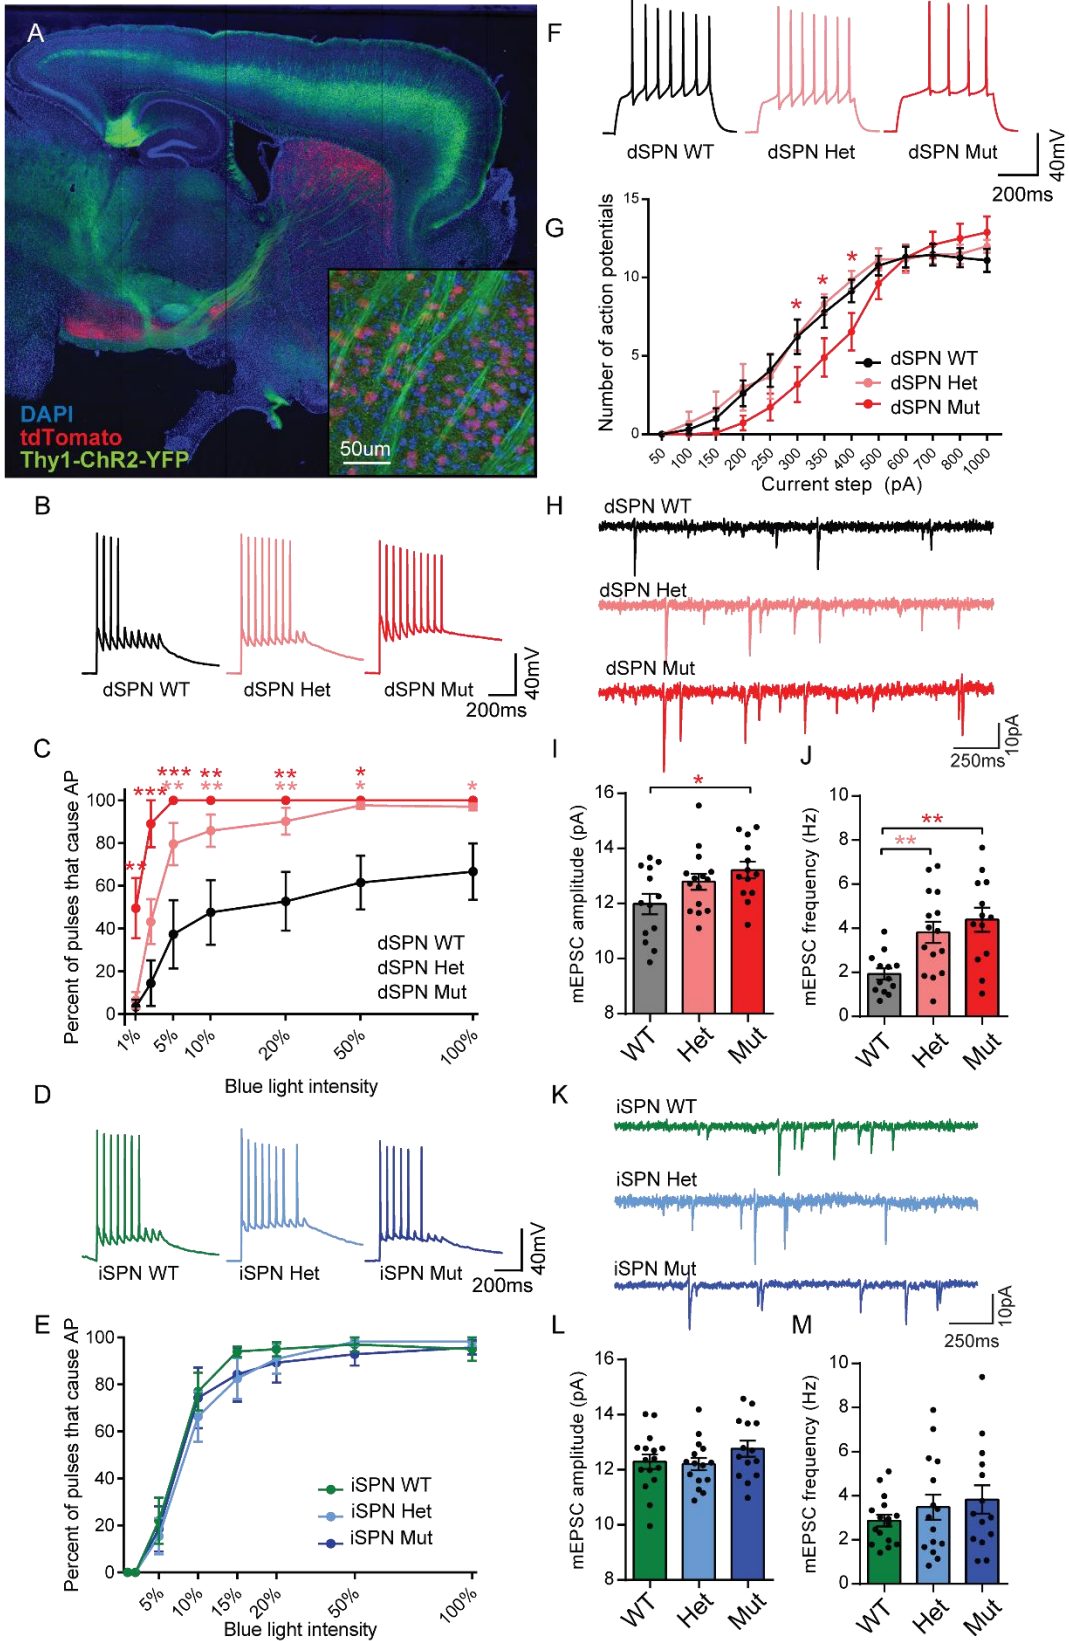 A
DAPI
tdTomato
Thy1-ChR2-YFP
50um
B
dSPN WT
dSPN Het
dSPN Mut
40mV
200ms
C
Percent of pulses that cause AP
100
80
60
40
20
0
**
***
***
**
**
**
**
**
*
*
*
dSPN WT
dSPN Het
dSPN Mut
1%
5%
10%
20%
50%
100%
Blue light intensity
D
iSPN WT
iSPN Het
iSPN Mut
40mV
200ms
E
Percent of pulses that cause AP
100
80
60
40
20
0
iSPN WT
iSPN Het
iSPN Mut
5%
10%
15%
20%
50%
100%
Blue light intensity
F
dSPN WT
dSPN Het
dSPN Mut
40mV
200ms
G
Number of action potentials
15
10
5
0
*
*
*
dSPN WT
dSPN Het
dSPN Mut
50
100
150
200
250
300
350
400
500
600
700
800
1000
Current step (pA)
H
dSPN WT
dSPN Het
dSPN Mut
10pA
250ms
I
mEPSC amplitude (pA)
16
14
12
10
8
*
WT
Het
Mut
J
mEPSC frequency (Hz)
10
8
6
4
2
0
**
**
WT
Het
Mut
K
iSPN WT
iSPN Het
iSPN Mut
10pA
250ms
L
mEPSC amplitude (pA)
16
14
12
10
8
WT
Het
Mut
M
mEPSC frequency (Hz)
10
8
6
4
2
0
WT
Het
Mut